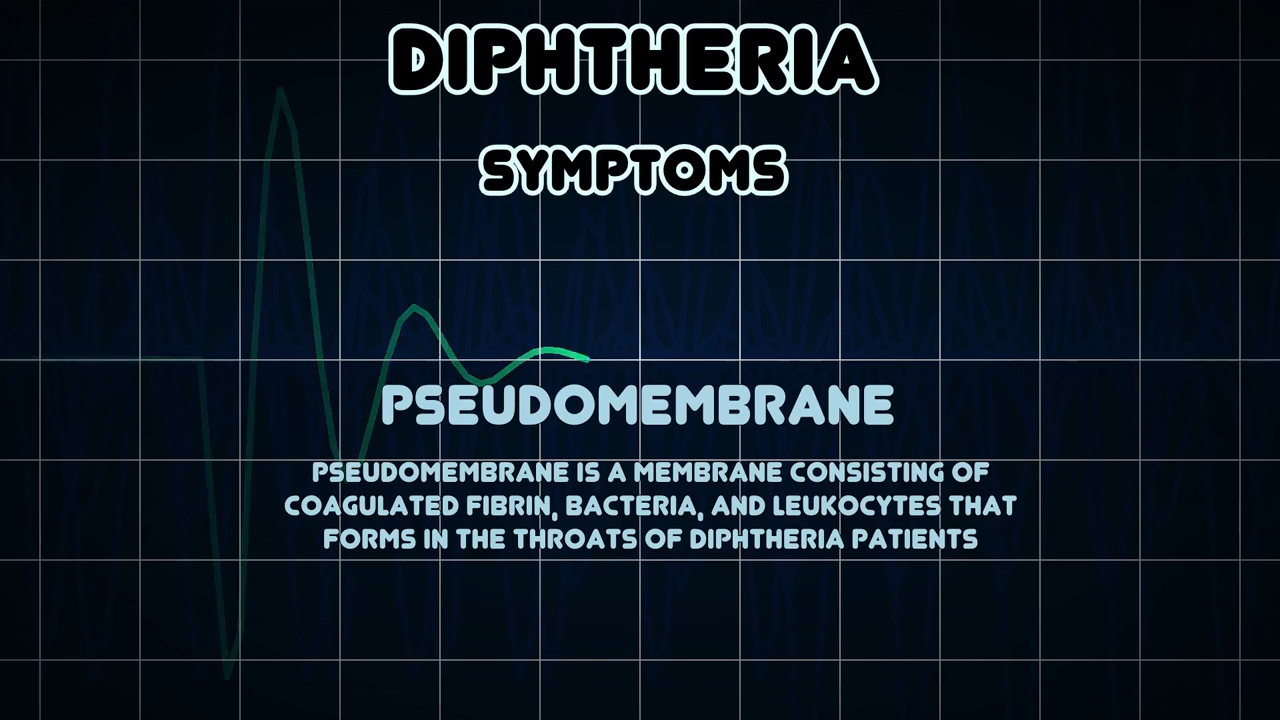 DIPHTHERIA
SYMPTOMS
PSEUDOMEMBRANE
PSEUDOMEMBRANE IS A MEMBRANE CONSISTING OF
COAGULATED FIBRIN, BACTERIA, AND LEUKOCYTES THAT
FORMS IN THE THROATS OF DIPHTHERIA PATIENTS